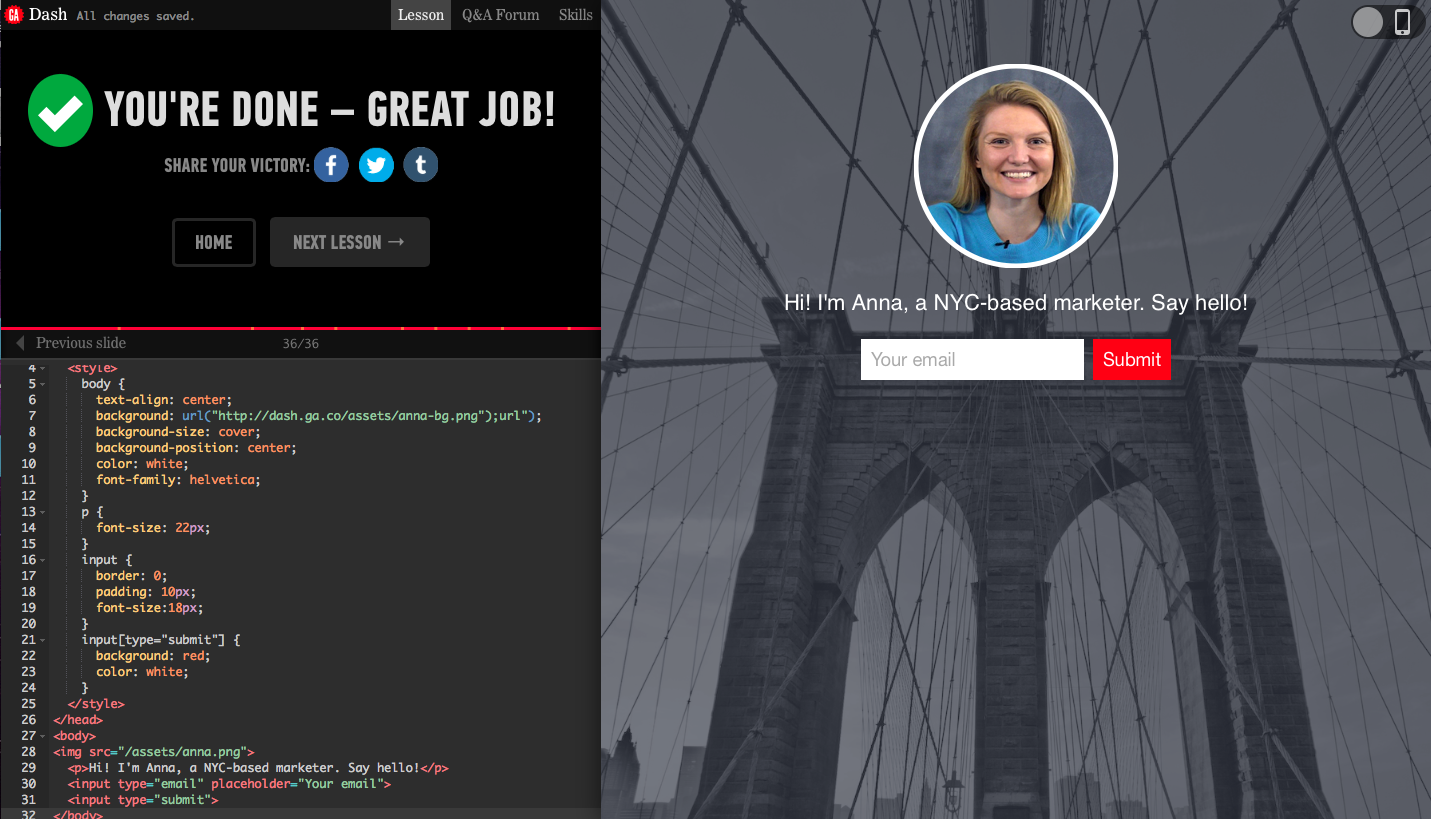 GA Dash All changes saved. Lesson Q&A Forum Skills
YOU'RE DONE – GREAT JOB!
SHARE YOUR VICTORY: f t
HOME NEXT LESSON →
Previous slide 36/36
4 <style>
5 body {
6 text-align: center;
7 background: url("http://dash.ga.co/assets/anna-bg.png");url");
8 background-size: cover;
9 background-position: center;
10 color: white;
11 font-family: helvetica;
12 }
13 p {
14 font-size: 22px;
15 }
16 input {
17 border: 0;
18 padding: 10px;
19 font-size:18px;
20 }
21 input[type="submit"] {
22 background: red;
23 color: white;
24 }
25 </style>
26 </head>
27 <body>
28 <img src="/assets/anna.png">
29 <p>Hi! I'm Anna, a NYC-based marketer. Say hello!</p>
30 <input type="email" placeholder="Your email">
31 <input type="submit">
32 </body>
Hi! I'm Anna, a NYC-based marketer. Say hello!
Your email Submit